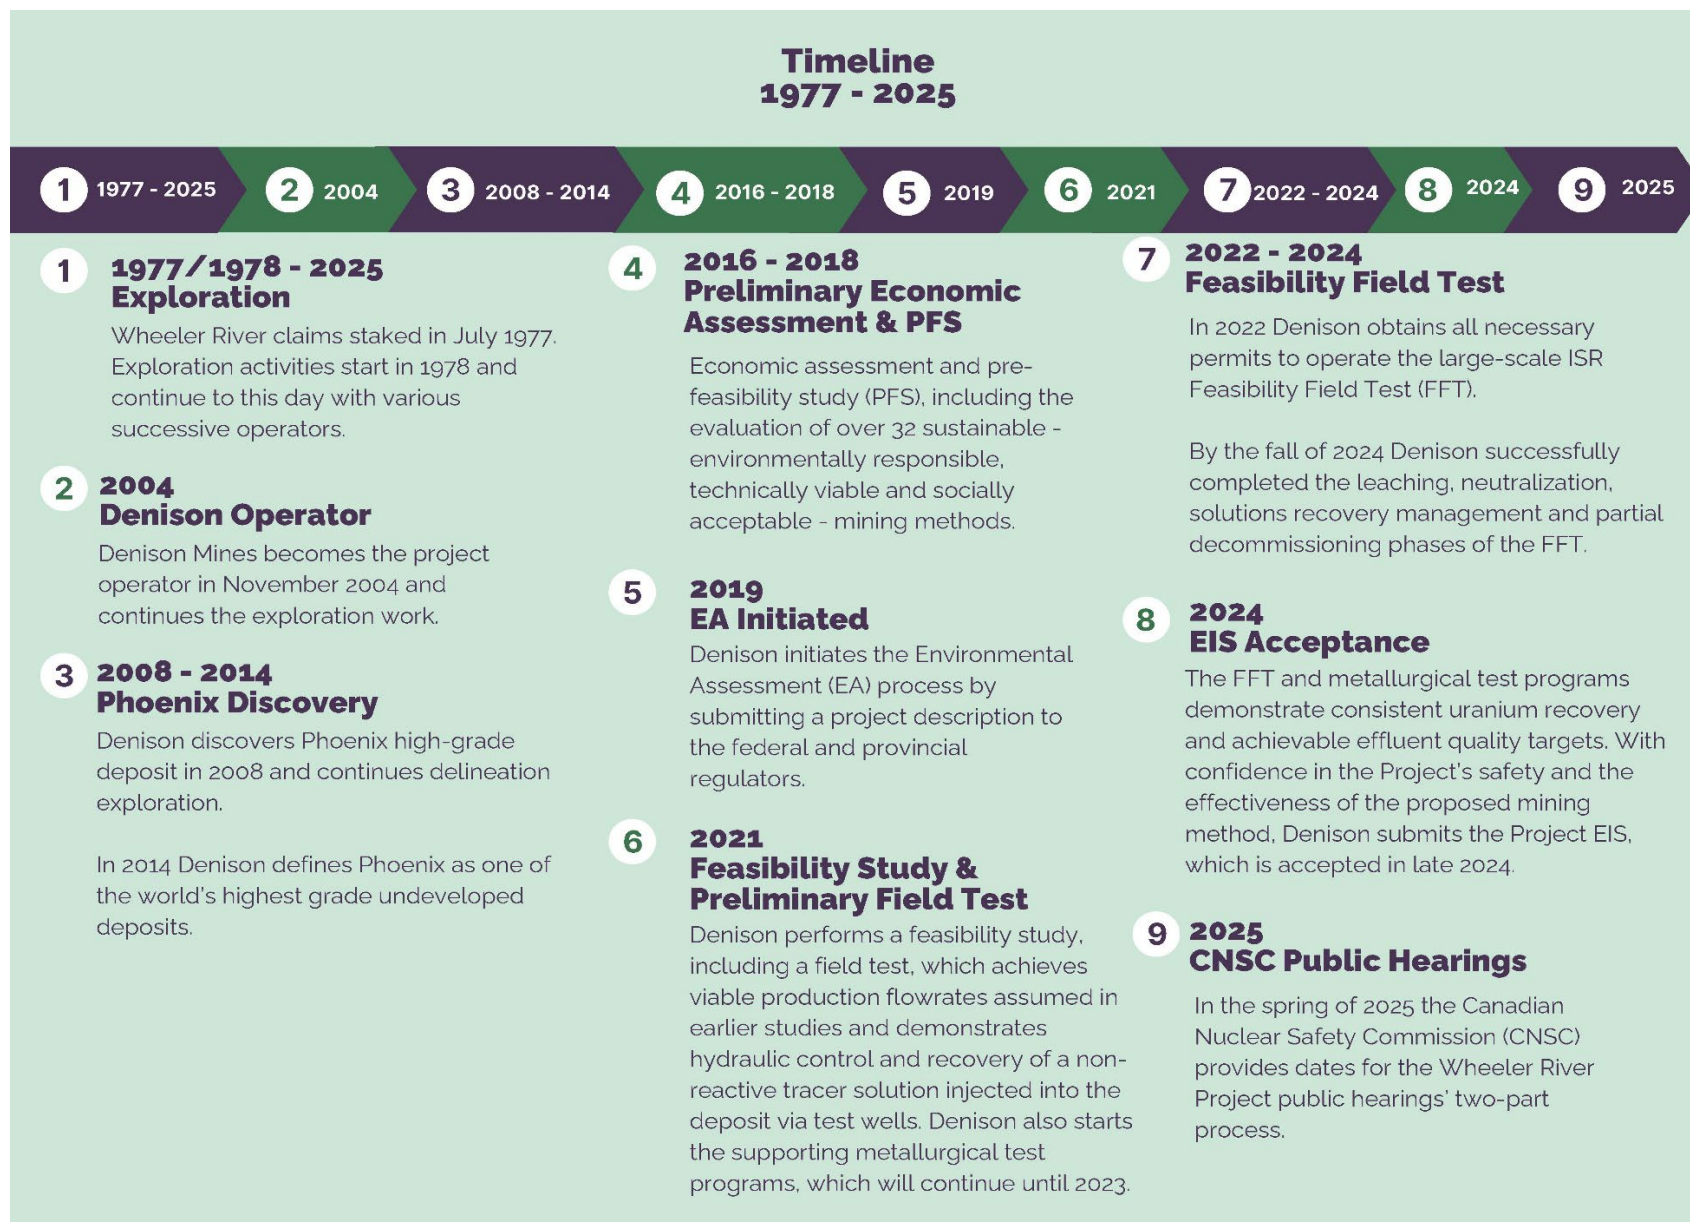 Timeline
1977 - 2025
1 1977 - 2025 2 2004 3 2008 - 2014 4 2016 - 2018 5 2019 6 2021 7 2022 - 2024 8 2024 9 2025
1 1977/1978 - 2025
Exploration
Wheeler River claims staked in July 1977.
Exploration activities start in 1978 and
continue to this day with various
successive operators.
2 2004
Denison Operator
Denison Mines becomes the project
operator in November 2004 and
continues the exploration work.
3 2008 - 2014
Phoenix Discovery
Denison discovers Phoenix high-grade
deposit in 2008 and continues delineation
exploration.
In 2014 Denison defines Phoenix as one of
the world's highest grade undeveloped
deposits.
4 2016 - 2018
Preliminary Economic
Assessment & PFS
Economic assessment and pre-
feasibility study (PFS), including the
evaluation of over 32 sustainable -
environmentally responsible,
technically viable and socially
acceptable - mining methods.
5 2019
EA Initiated
Denison initiates the Environmental
Assessment (EA) process by
submitting a project description to
the federal and provincial
regulators.
6 2021
Feasibility Study &
Preliminary Field Test
Denison performs a feasibility study,
including a field test, which achieves
viable production flowrates assumed in
earlier studies and demonstrates
hydraulic control and recovery of a non-
reactive tracer solution injected into the
deposit via test wells. Denison also starts
the supporting metallurgical test
programs, which will continue until 2023.
7 2022 - 2024
Feasibility Field Test
In 2022 Denison obtains all necessary
permits to operate the large-scale ISR
Feasibility Field Test (FFT).
By the fall of 2024 Denison successfully
completed the leaching, neutralization,
solutions recovery management and partial
decommissioning phases of the FFT.
8 2024
EIS Acceptance
The FFT and metallurgical test programs
demonstrate consistent uranium recovery
and achievable effluent quality targets. With
confidence in the Project's safety and the
effectiveness of the proposed mining
method, Denison submits the Project EIS,
which is accepted in late 2024.
9 2025
CNSC Public Hearings
In the spring of 2025 the Canadian
Nuclear Safety Commission (CNSC)
provides dates for the Wheeler River
Project public hearings' two-part
process.